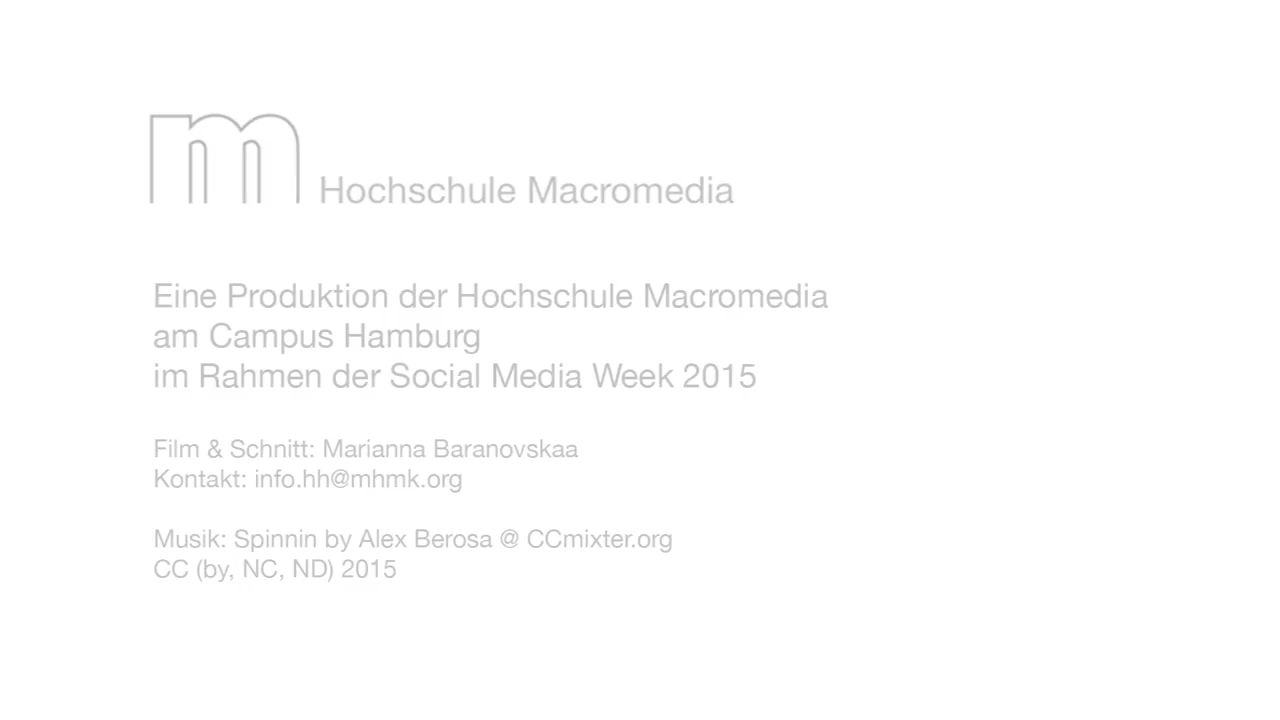 m Hochschule Macromedia
Eine Produktion der Hochschule Macromedia
am Campus Hamburg
im Rahmen der Social Media Week 2015
Film & Schnitt: Marianna Baranovskaa
Kontakt: info.hh@mhmk.org
Musik: Spinnin by Alex Berosa @ CCmixter.org
CC (by, NC, ND) 2015